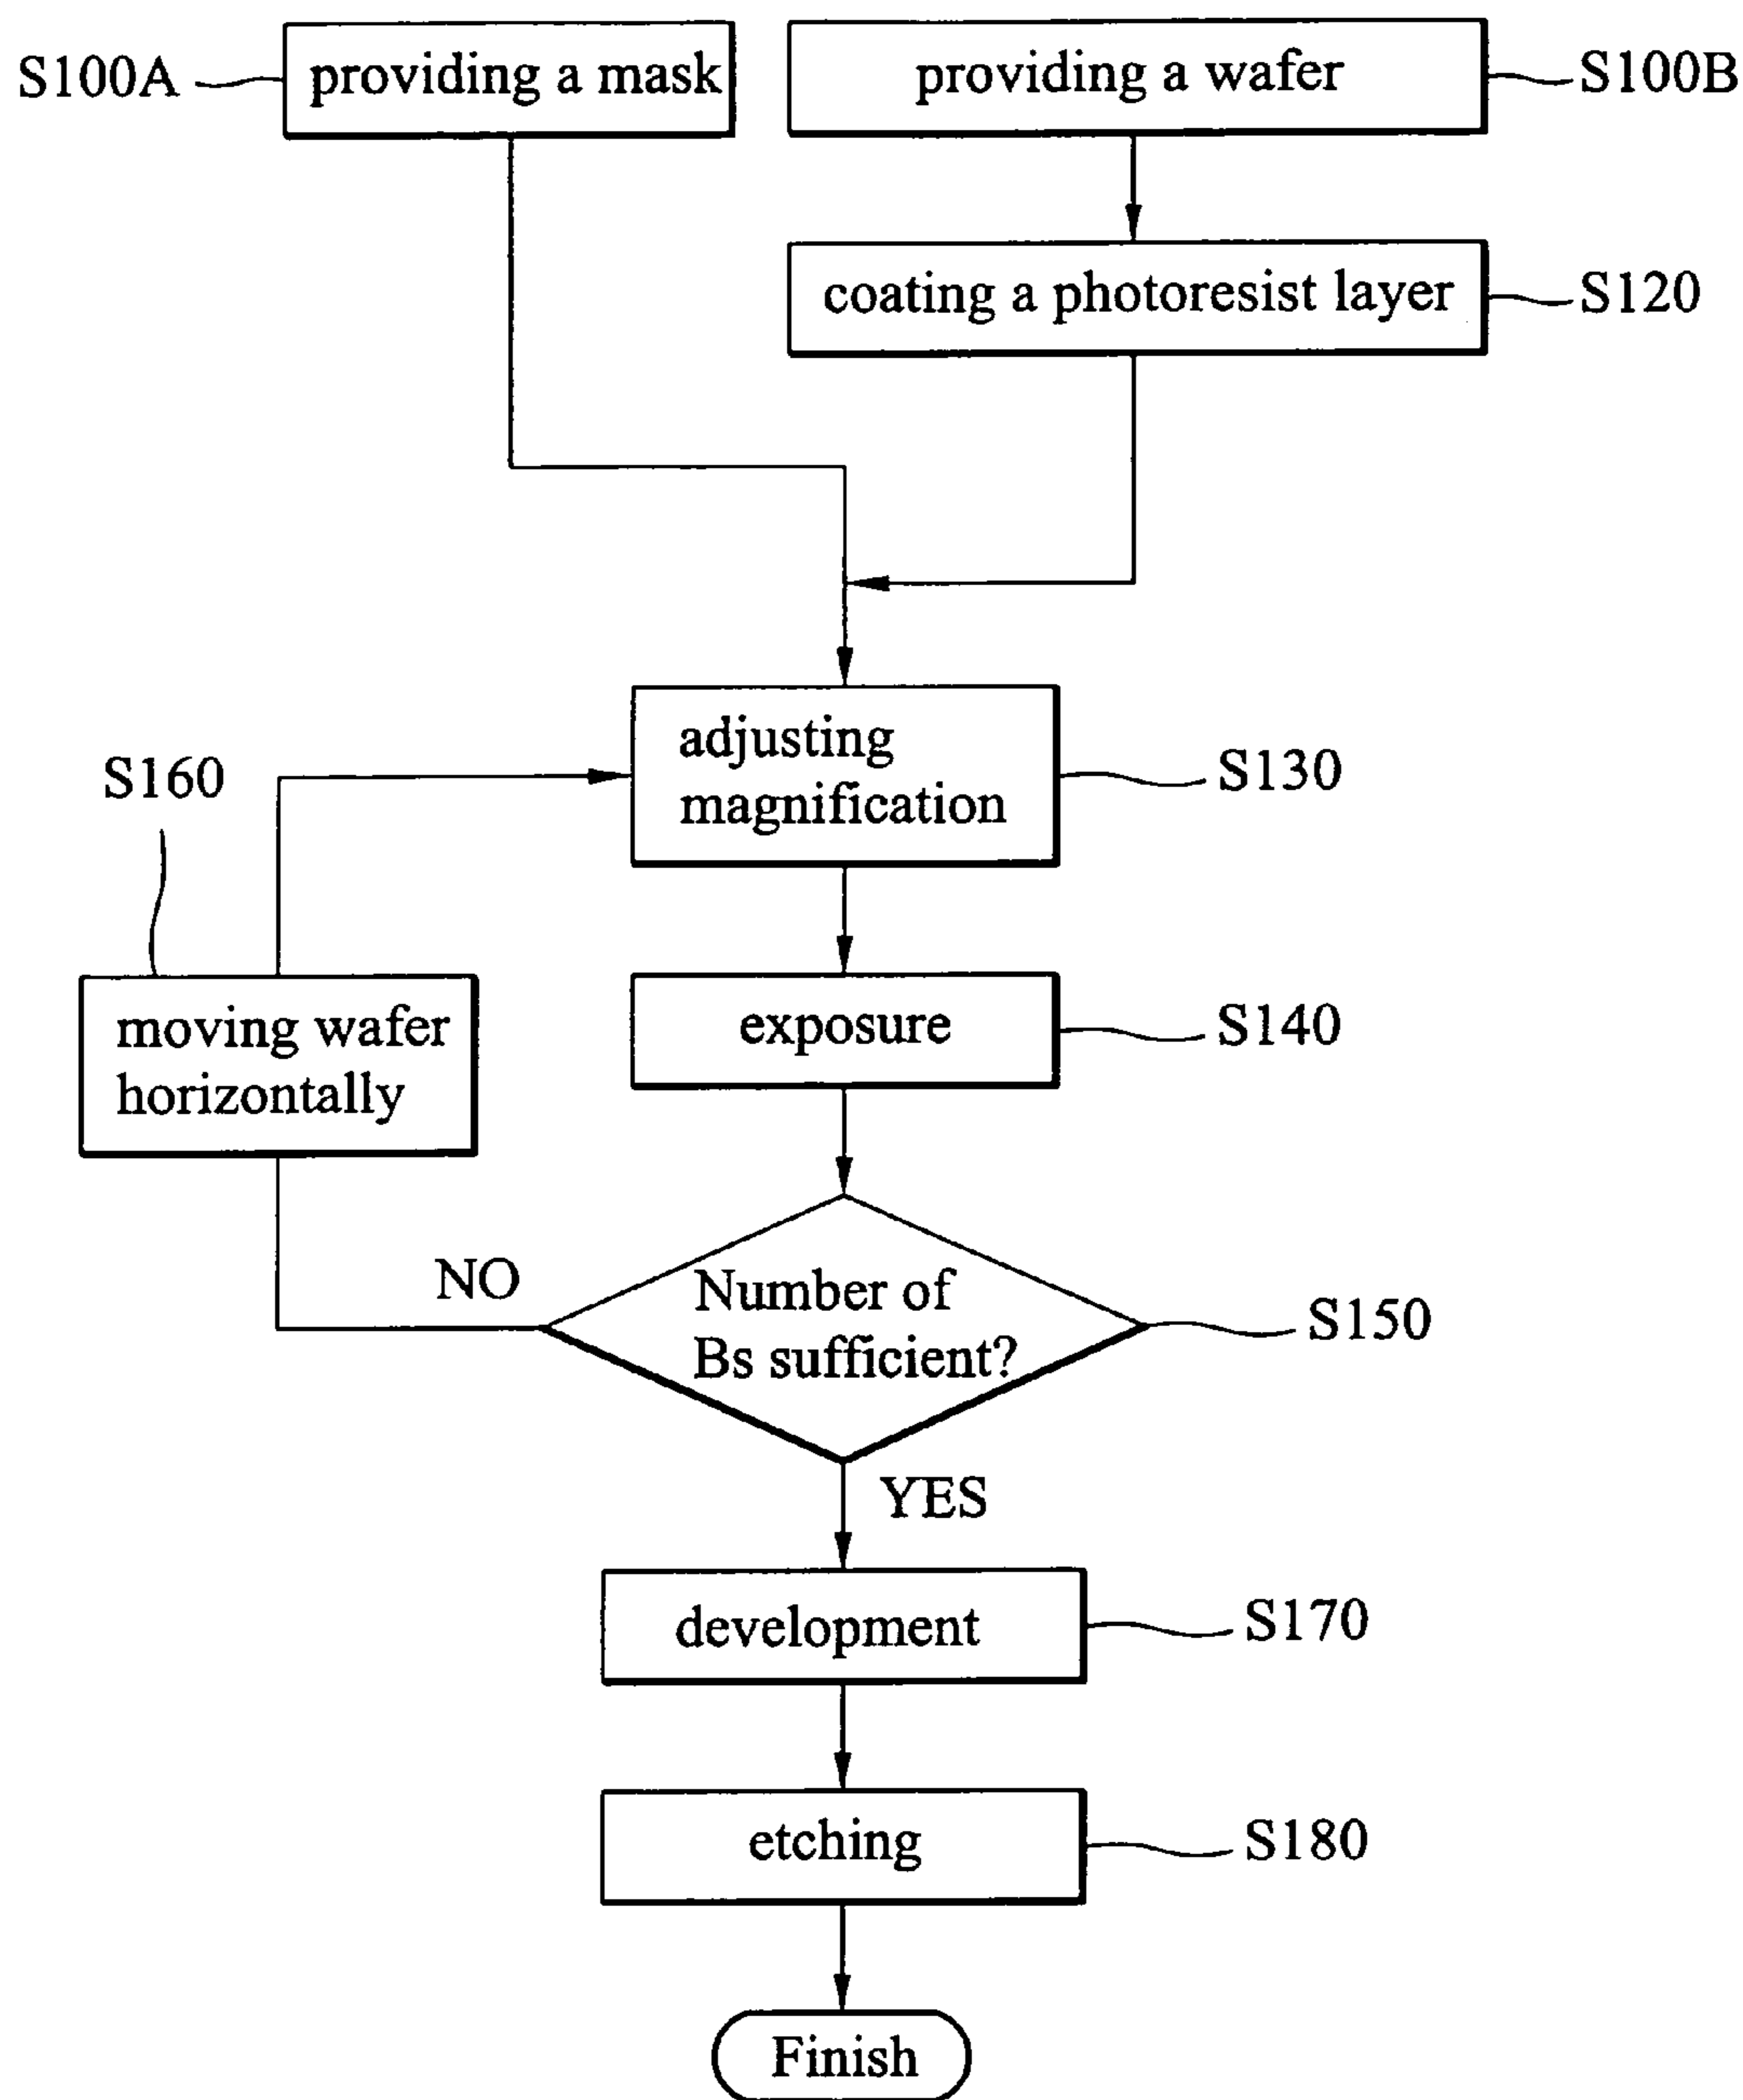 S100A
providing a mask
providing a wafer
S100B
coating a photoresist layer
S120
adjusting
magnification
S130
S160
moving wafer
horizontally
exposure
S140
NO
Number of
Bs sufficient?
S150
YES
development
S170
etching
S180
Finish